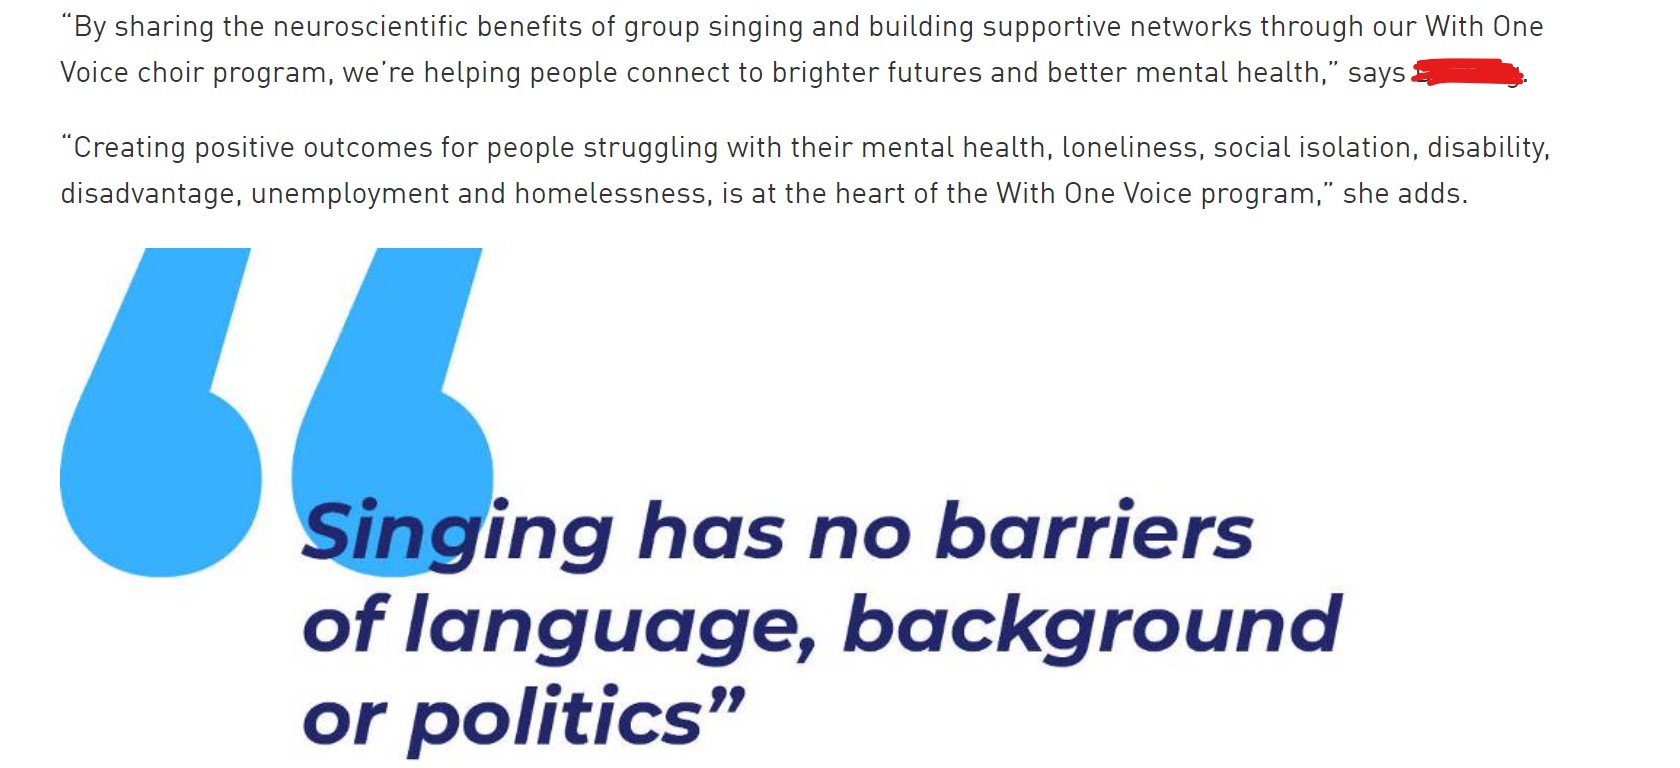 “By sharing the neuroscientific benefits of group singing and building supportive networks through our With One
Voice choir program, we’re helping people connect to brighter futures and better mental health,” says
“Creating positive outcomes for people struggling with their mental health, loneliness, social isolation, disability,
disadvantage, unemployment and homelessness, is at the heart of the With One Voice program,” she adds.
Singing has no barriers
of language, background
or politics”